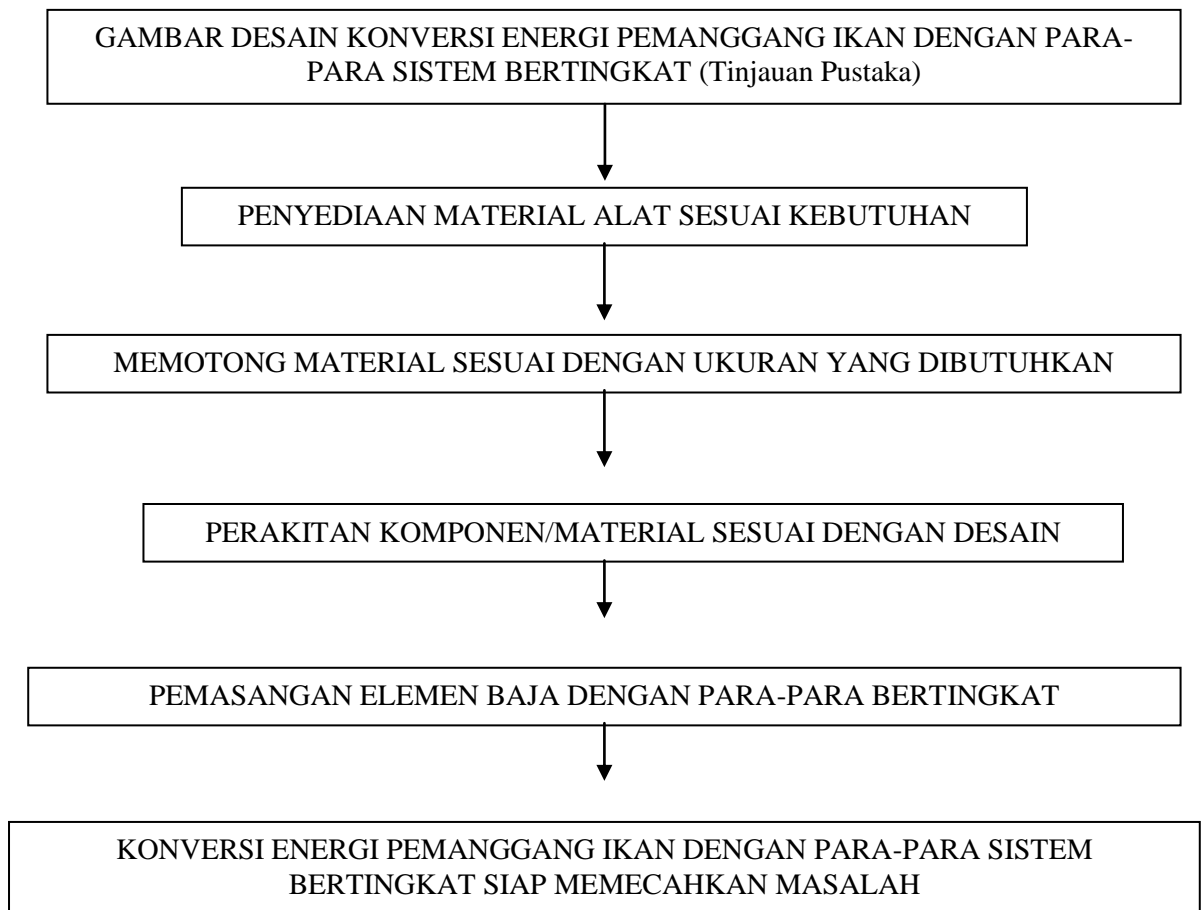 GAMBAR DESAIN KONVERSI ENERGI PEMANGGANG IKAN DENGAN PARA-
PARA SISTEM BERTINGKAT (Tinjauan Pustaka)
PENYEDIAAN MATERIAL ALAT SESUAI KEBUTUHAN
MEMOTONG MATERIAL SESUAI DENGAN UKURAN YANG DIBUTUHKAN
PERAKITAN KOMPONEN/MATERIAL SESUAI DENGAN DESAIN
PEMASANGAN ELEMEN BAJA DENGAN PARA-PARA BERTINGKAT
KONVERSI ENERGI PEMANGGANG IKAN DENGAN PARA-PARA SISTEM
BERTINGKAT SIAP MEMECAHKAN MASALAH